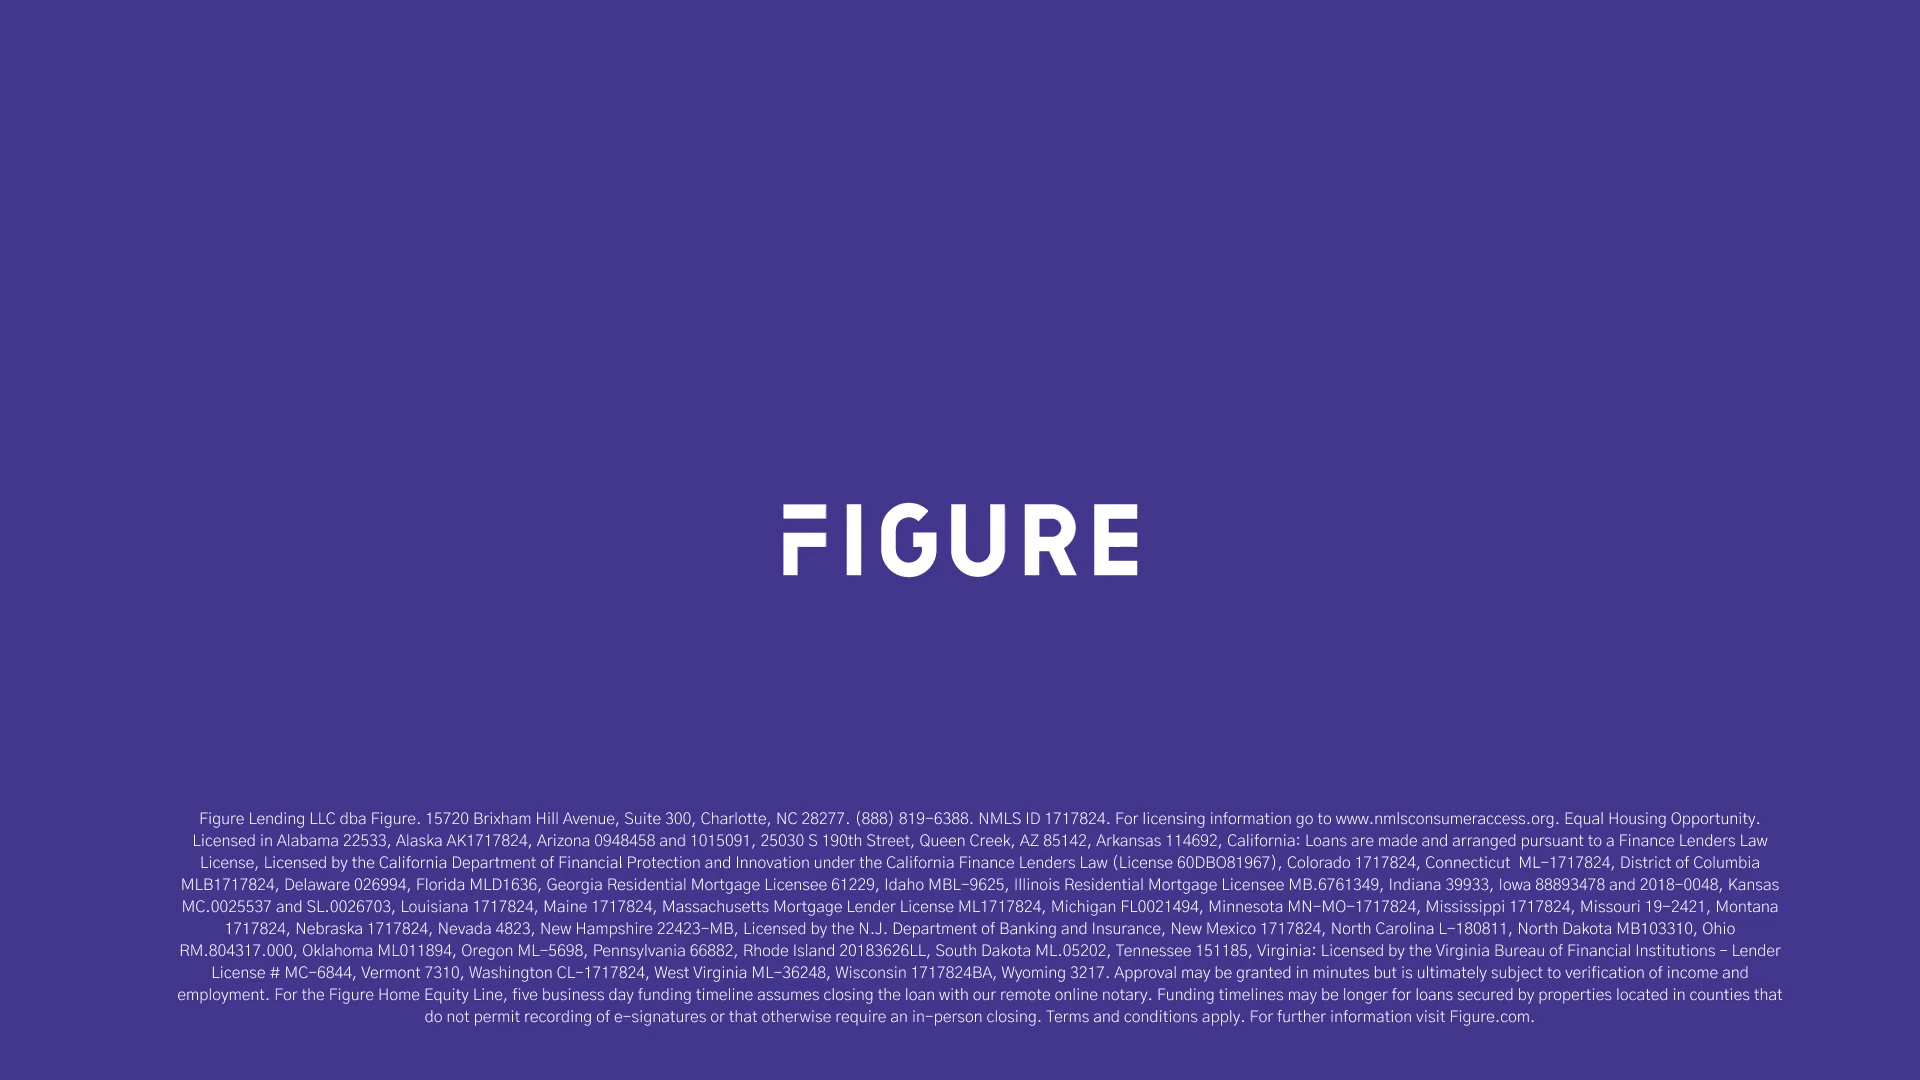 FIGURE
Figure Lending LLC dba Figure. 15720 Brixham Hill Avenue, Suite 300, Charlotte, NC 28277. (888) 819-6388. NMLS ID 1717824. For licensing information go to www.nmlsconsumeraccess.org. Equal Housing Opportunity.
Licensed in Alabama 22533, Alaska AK1717824, Arizona 0948458 and 1015091, 25030 S 190th Street, Queen Creek, AZ 85142, Arkansas 114692, California: Loans are made and arranged pursuant to a Finance Lenders Law
License, Licensed by the California Department of Financial Protection and Innovation under the California Finance Lenders Law (License 60DBO81967), Colorado 1717824, Connecticut  ML-1717824, District of Columbia
MLB1717824, Delaware 026994, Florida MLD1636, Georgia Residential Mortgage Licensee 61229, Idaho MBL-9625, Illinois Residential Mortgage Licensee MB.6761349, Indiana 39933, Iowa 88893478 and 2018-0048, Kansas
MC.0025537 and SL.0026703, Louisiana 1717824, Maine 1717824, Massachusetts Mortgage Lender License ML1717824, Michigan FL0021494, Minnesota MN-MO-1717824, Mississippi 1717824, Missouri 19-2421, Montana
1717824, Nebraska 1717824, Nevada 4823, New Hampshire 22423-MB, Licensed by the N.J. Department of Banking and Insurance, New Mexico 1717824, North Carolina L-180811, North Dakota MB103310, Ohio
RM.804317.000, Oklahoma ML011894, Oregon ML-5698, Pennsylvania 66882, Rhode Island 20183626LL, South Dakota ML.05202, Tennessee 151185, Virginia: Licensed by the Virginia Bureau of Financial Institutions - Lender
License # MC-6844, Vermont 7310, Washington CL-1717824, West Virginia ML-36248, Wisconsin 1717824BA, Wyoming 3217. Approval may be granted in minutes but is ultimately subject to verification of income and
employment. For the Figure Home Equity Line, five business day funding timeline assumes closing the loan with our remote online notary. Funding timelines may be longer for loans secured by properties located in counties that
do not permit recording of e-signatures or that otherwise require an in-person closing. Terms and conditions apply. For further information visit Figure.com.